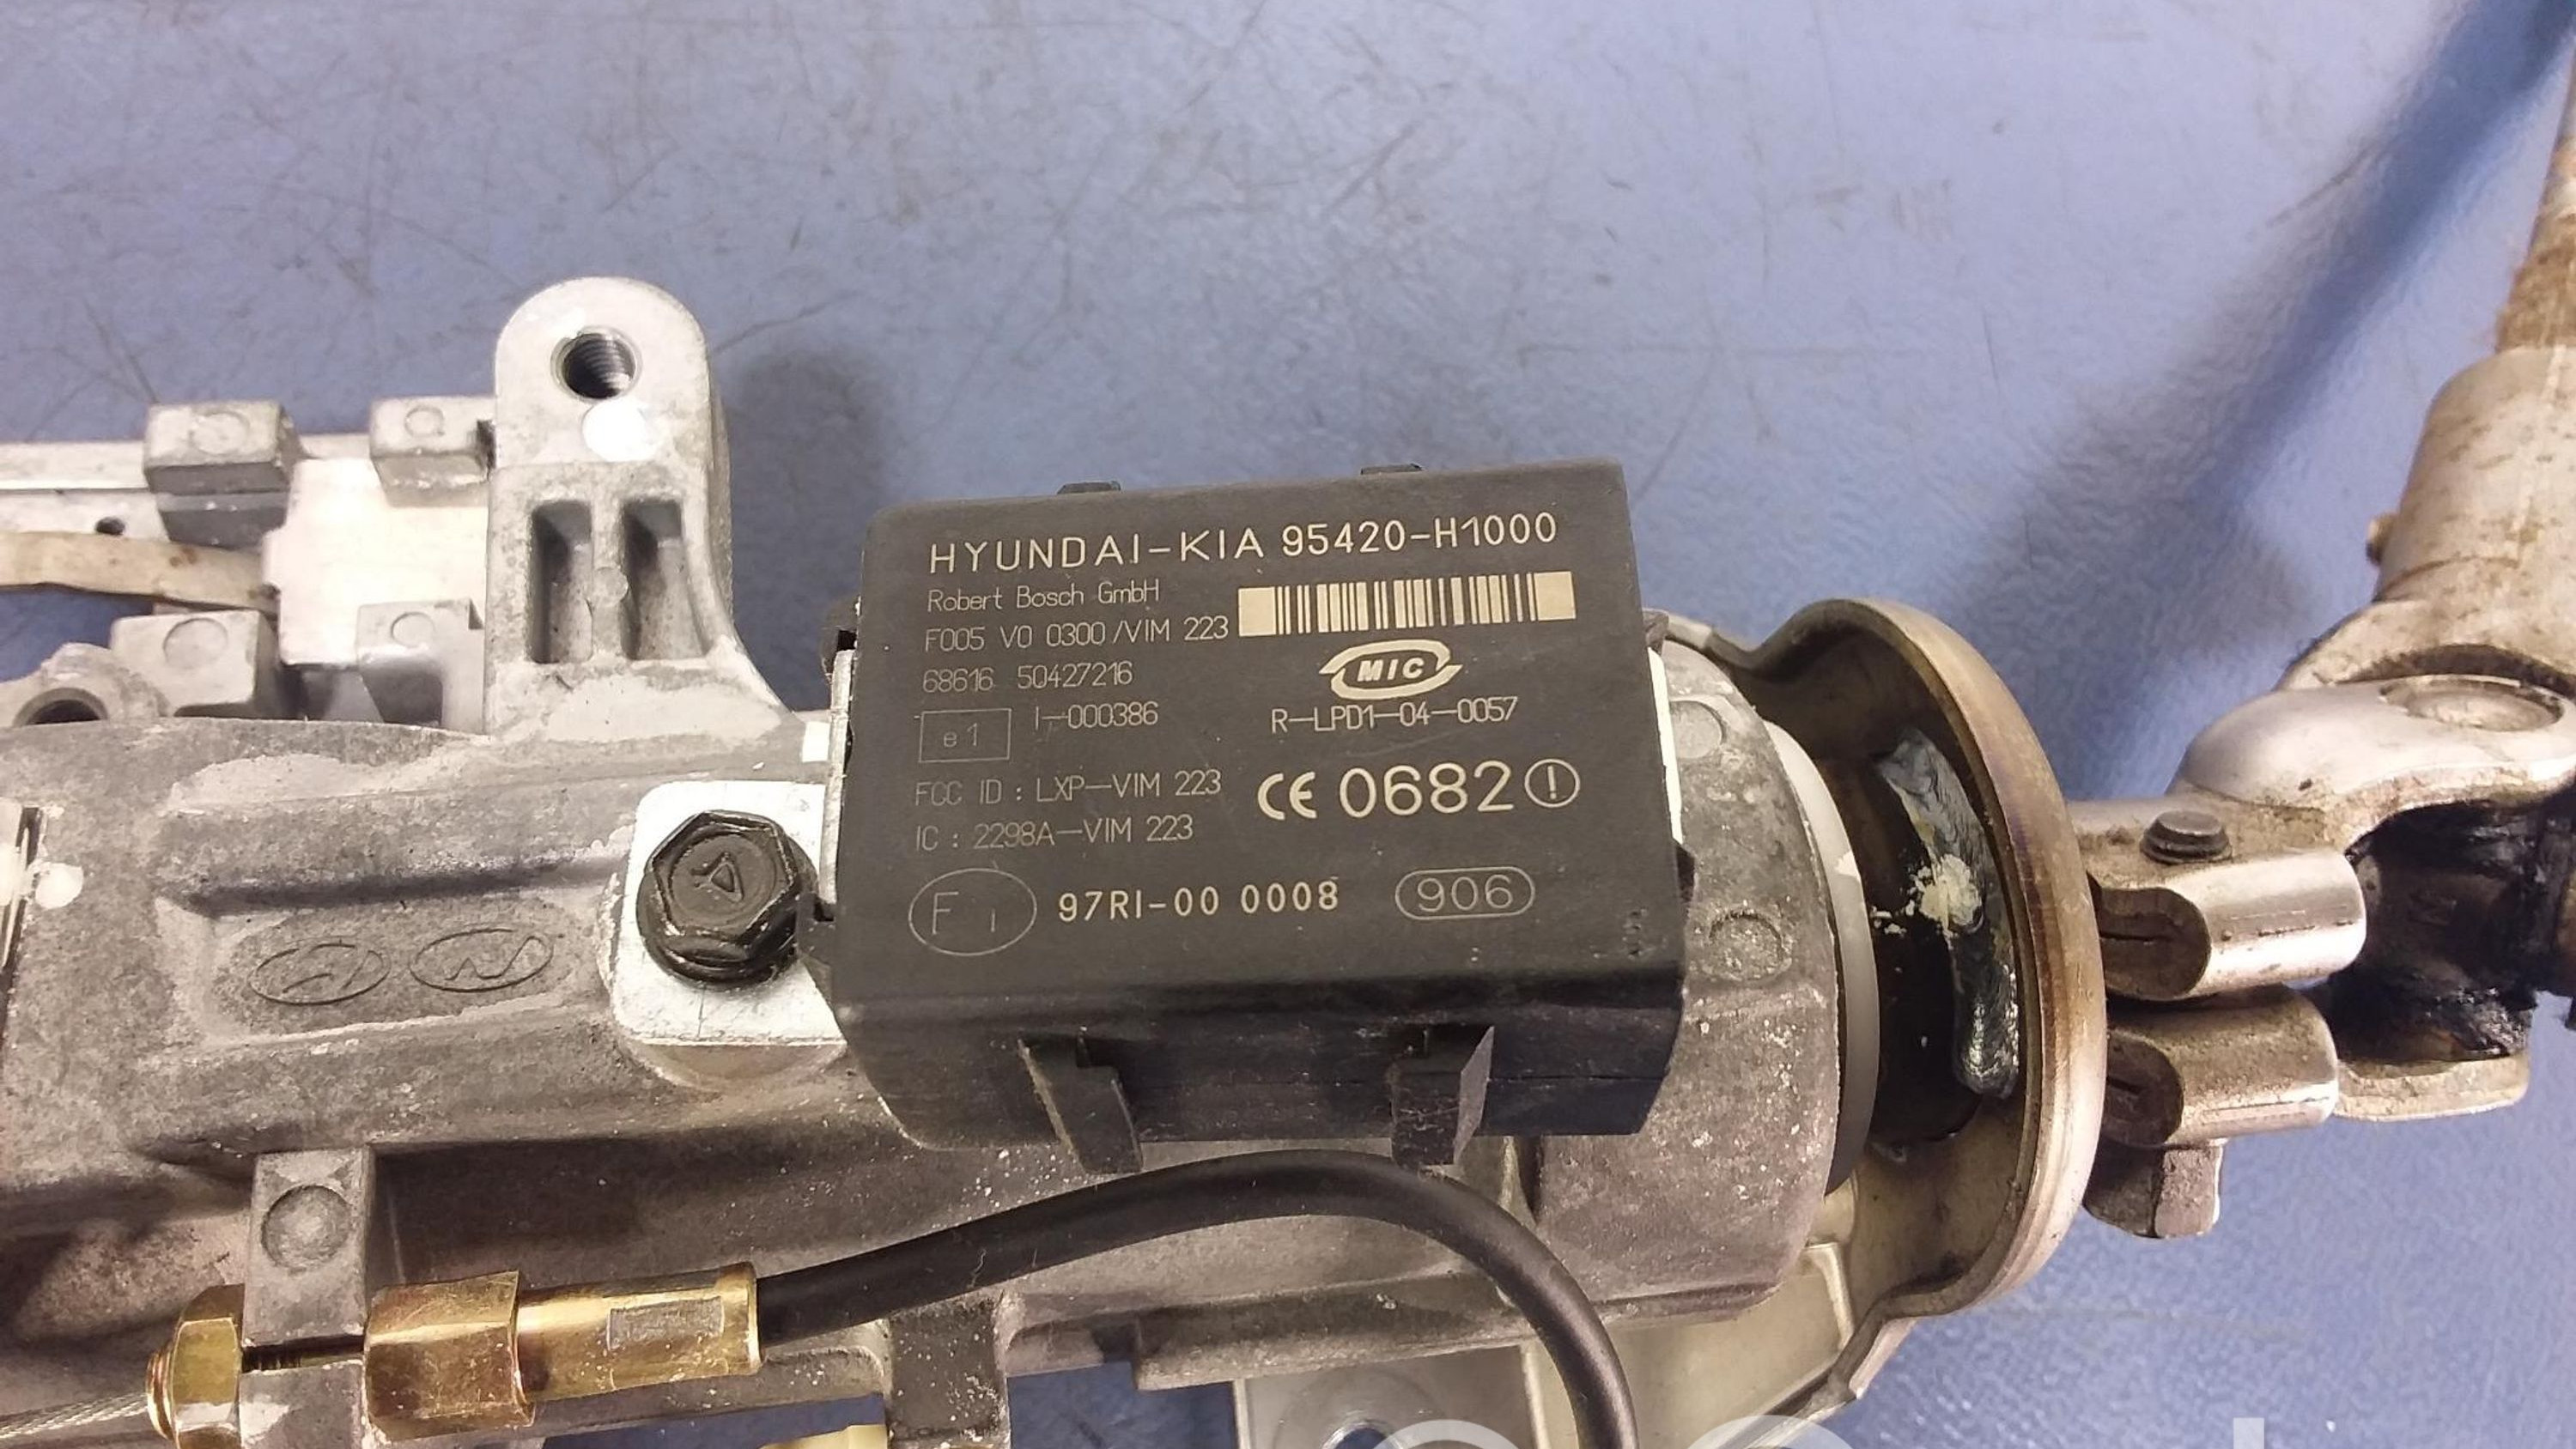 HYUNDAI-KIA 95420-H1000
Robert Bosch GmbH
F005 V0 0300/VIM 223
68616 50427216
e1 I-000386
MIC
R-LPD1-04-0057
FCC ID : LXP-VIM 223
IC : 2298A-VIM 223
CE 0682
F i 97RI-00 0008 906